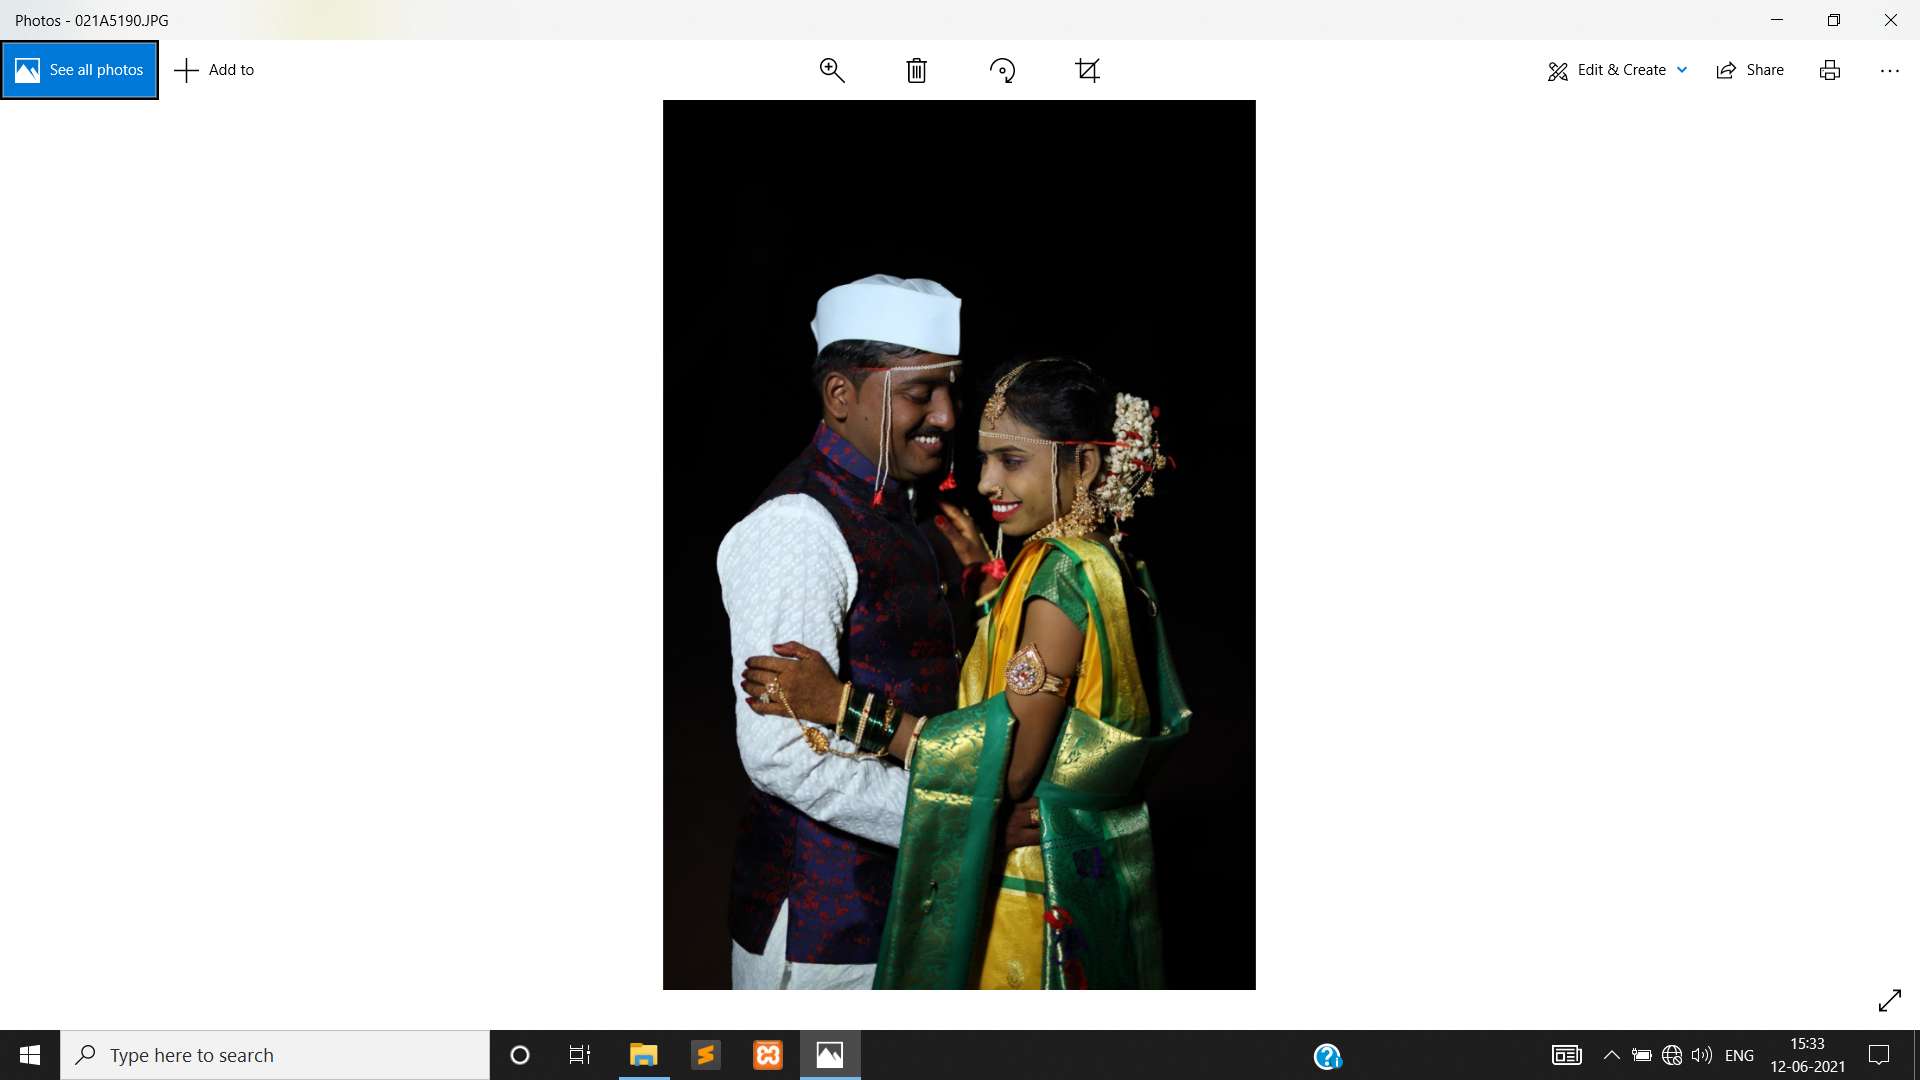 Photos - 021A5190.JPG
See all photos
Add to
Edit & Create
Share
Type here to search
ENG
15:33
12-06-2021